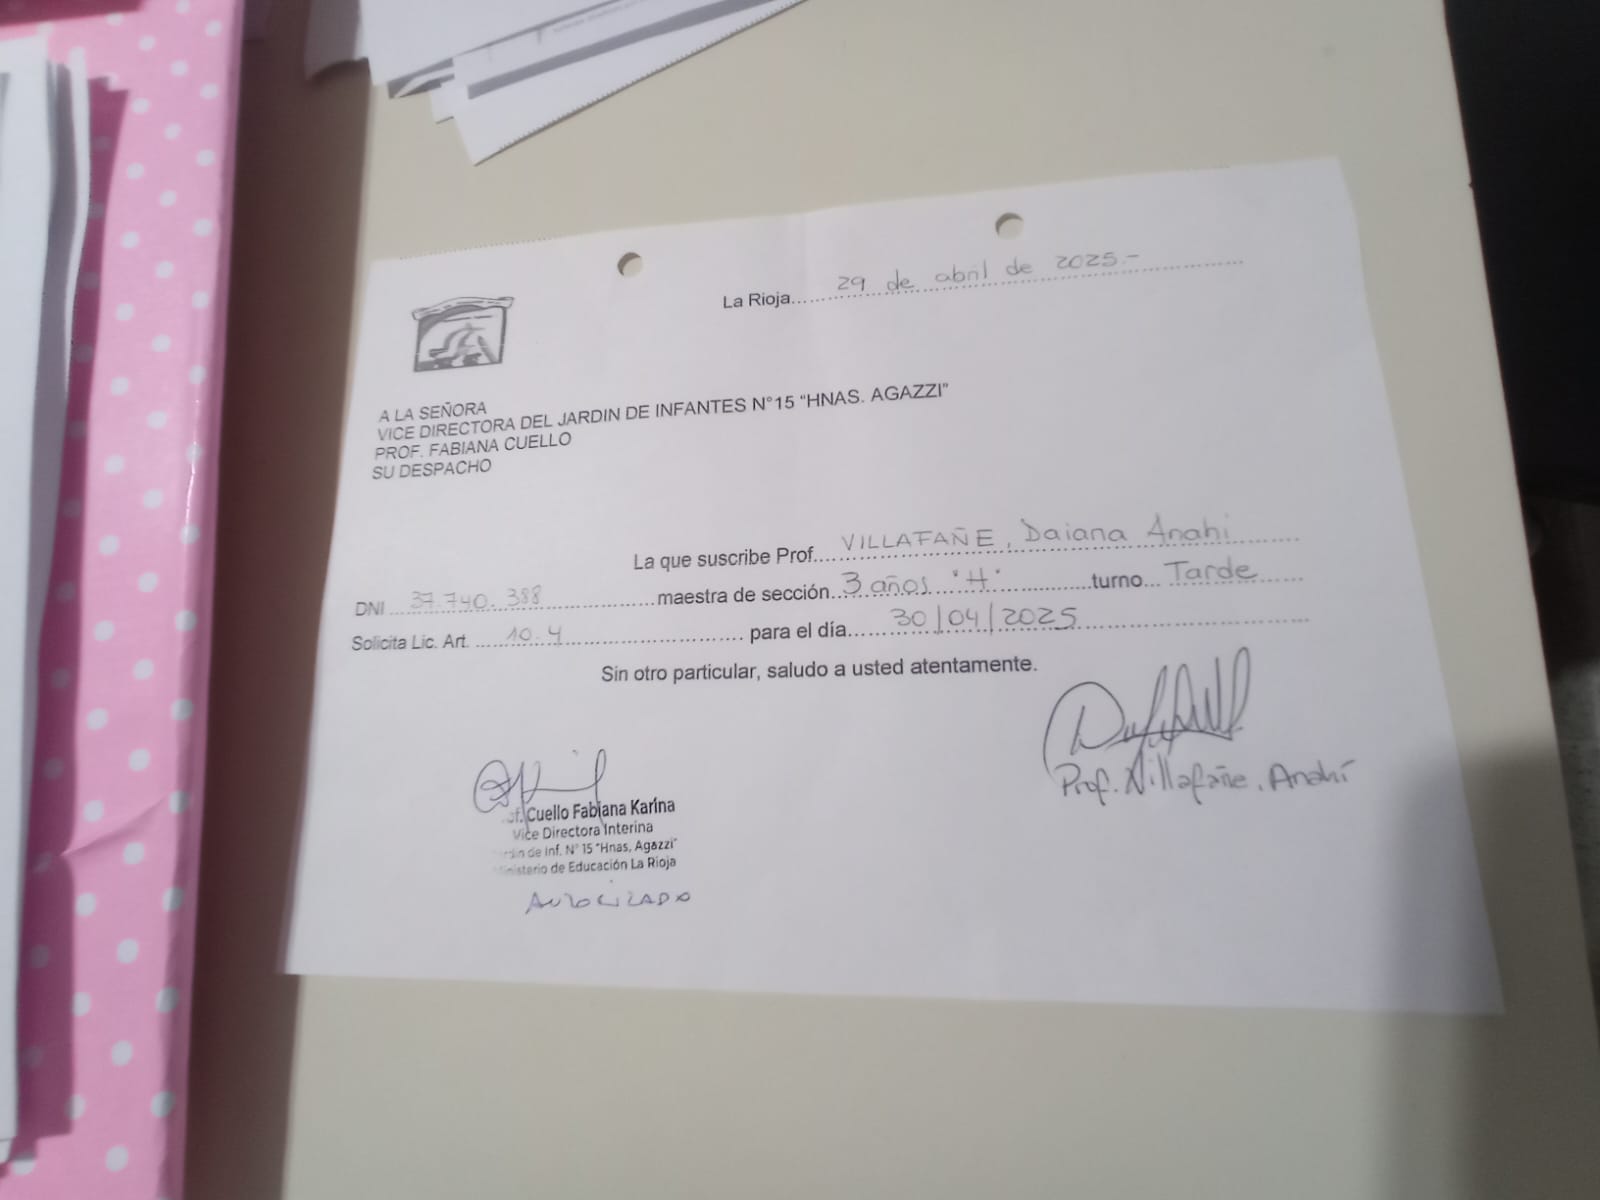 La Rioja 29 de abril de 2025.-
A LA SEÑORA
VICE DIRECTORA DEL JARDIN DE INFANTES N°15 "HNAS. AGAZZI"
PROF. FABIANA CUELLO
SU DESPACHO
La que suscribe Prof. VILLAFAÑE, Daiana Anahi
DNI 37.740.388 maestra de sección 3 años "H" turno Tarde
Solicita Lic. Art. 10.4 para el día 30/04/2025
Sin otro particular, saludo a usted atentamente.
Prof. Villafañe, Anahí
Cuello Fabiana Karina
Vice Directora Interina
de Inf. N° 15 "Hnas. Agazzi"
Ministerio de Educación La Rioja
AUTORIZADO